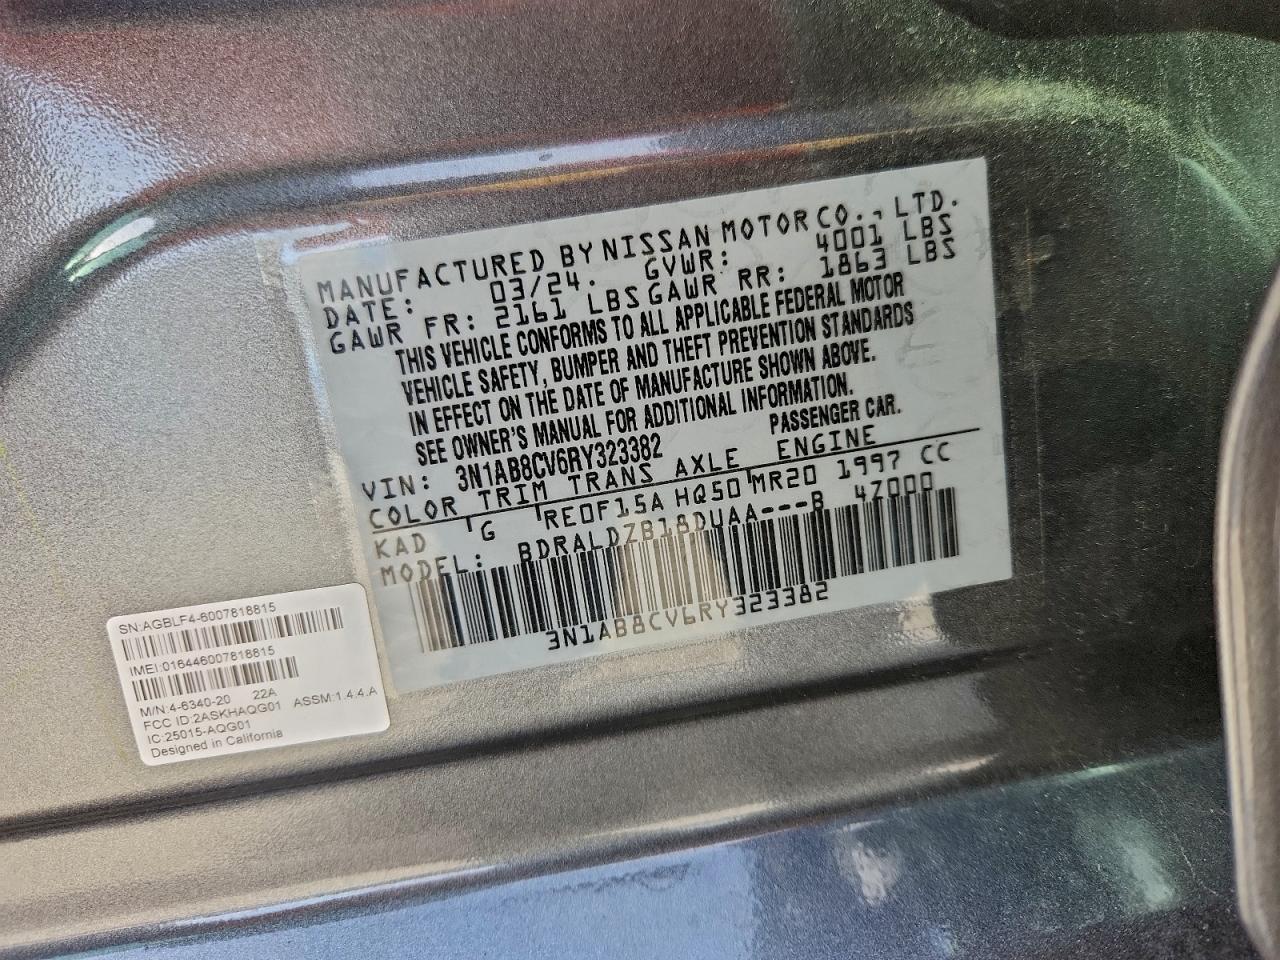 MANUFACTURED BY NISSAN MOTOR CO., LTD.
DATE: 03/24. GVWR: 4001 LBS
GAWR FR: 2161 LBS GAWR RR: 1863 LBS
THIS VEHICLE CONFORMS TO ALL APPLICABLE FEDERAL MOTOR
VEHICLE SAFETY, BUMPER AND THEFT PREVENTION STANDARDS
IN EFFECT ON THE DATE OF MANUFACTURE SHOWN ABOVE.
SEE OWNER'S MANUAL FOR ADDITIONAL INFORMATION.
VIN: 3N1AB8CV6RY323382 PASSENGER CAR.
COLOR TRIM TRANS AXLE ENGINE
KAD G RE0F15A HQ50 MR20 1997 CC
MODEL: BDRALDZB18DUAA---B 4Z000
3N1AB8CV6RY323382
SN:AGBLF4-6007818815
IMEI:016446007818815
M/N:4-6340-20 22A
FCC ID:2ASKHAQG01 ASSM:1.4.4.A
IC:25015-AQG01
Designed in California